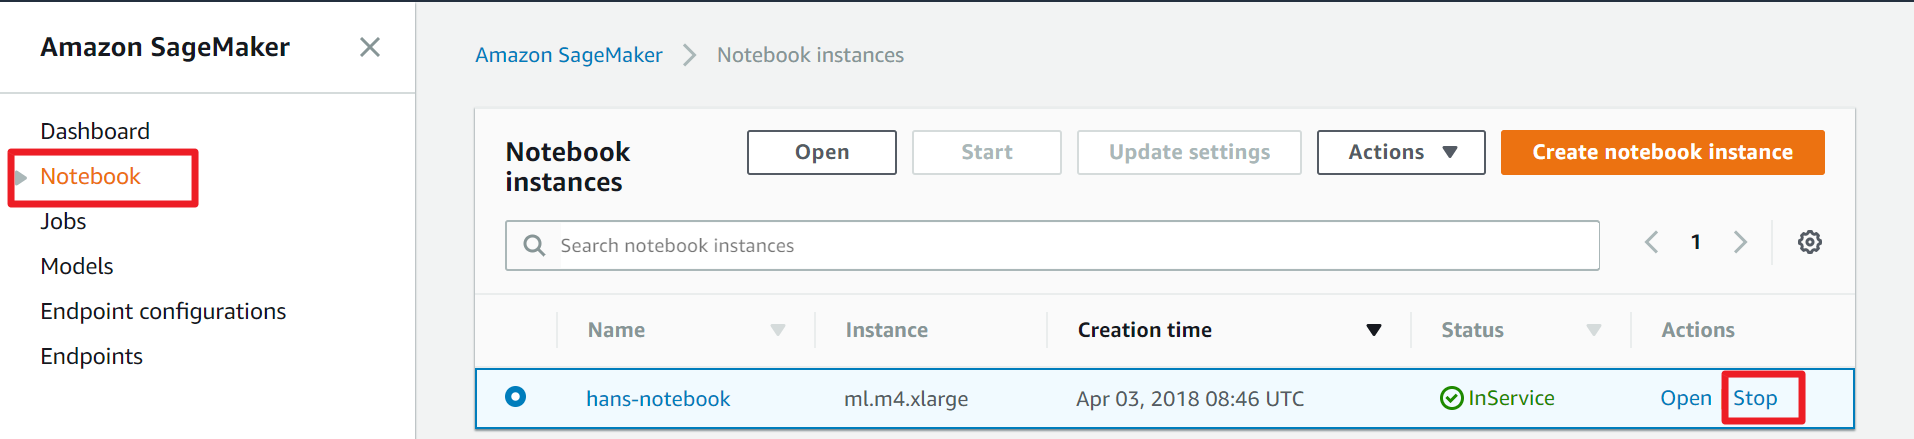 Amazon SageMaker
Dashboard
Notebook
Jobs
Models
Endpoint configurations
Endpoints
Amazon SageMaker Notebook instances
Notebook
instances
Open Start Update settings Actions Create notebook instance
Search notebook instances
1
Name Instance Creation time Status Actions
hans-notebook ml.m4.xlarge Apr 03, 2018 08:46 UTC InService Open Stop